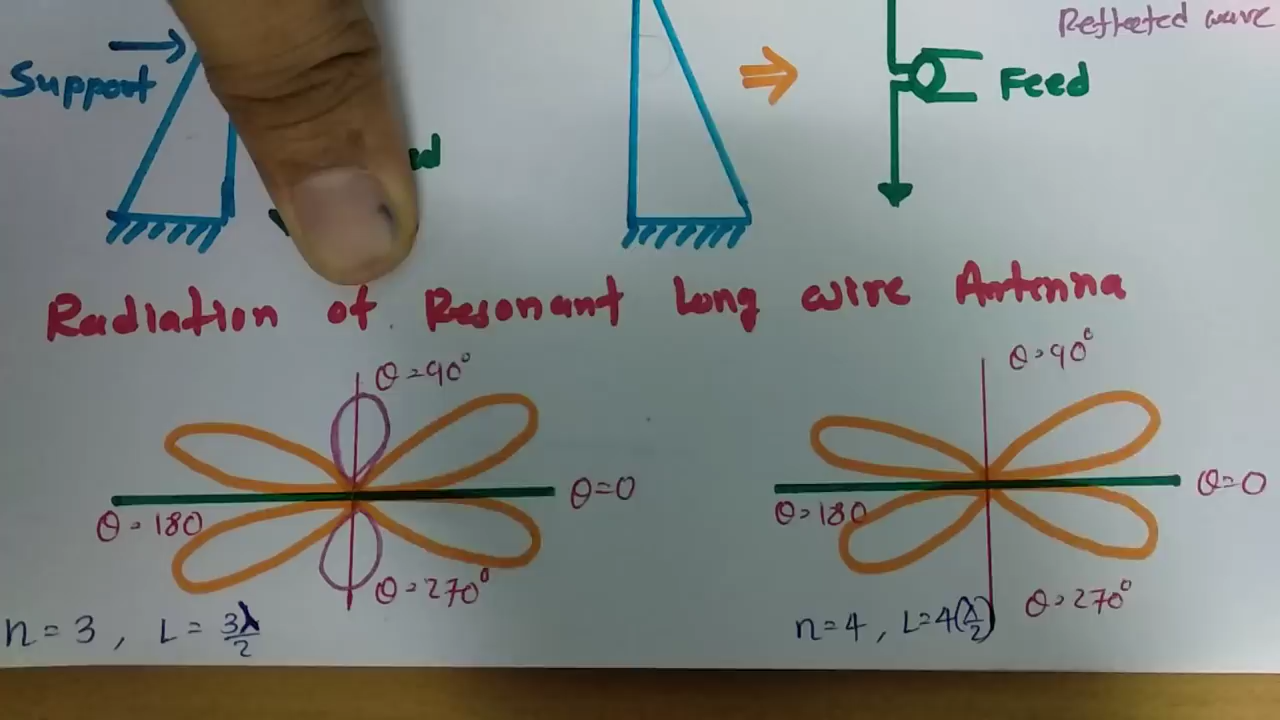 Reflected wave
Support
Feed
Radiation of Resonant Long wire Antenna
θ=90°
θ=90°
θ=0
θ=0
θ=180
θ=180
θ=270°
θ=270°
n=3, L=3λ/2
n=4, L=4(λ/2)